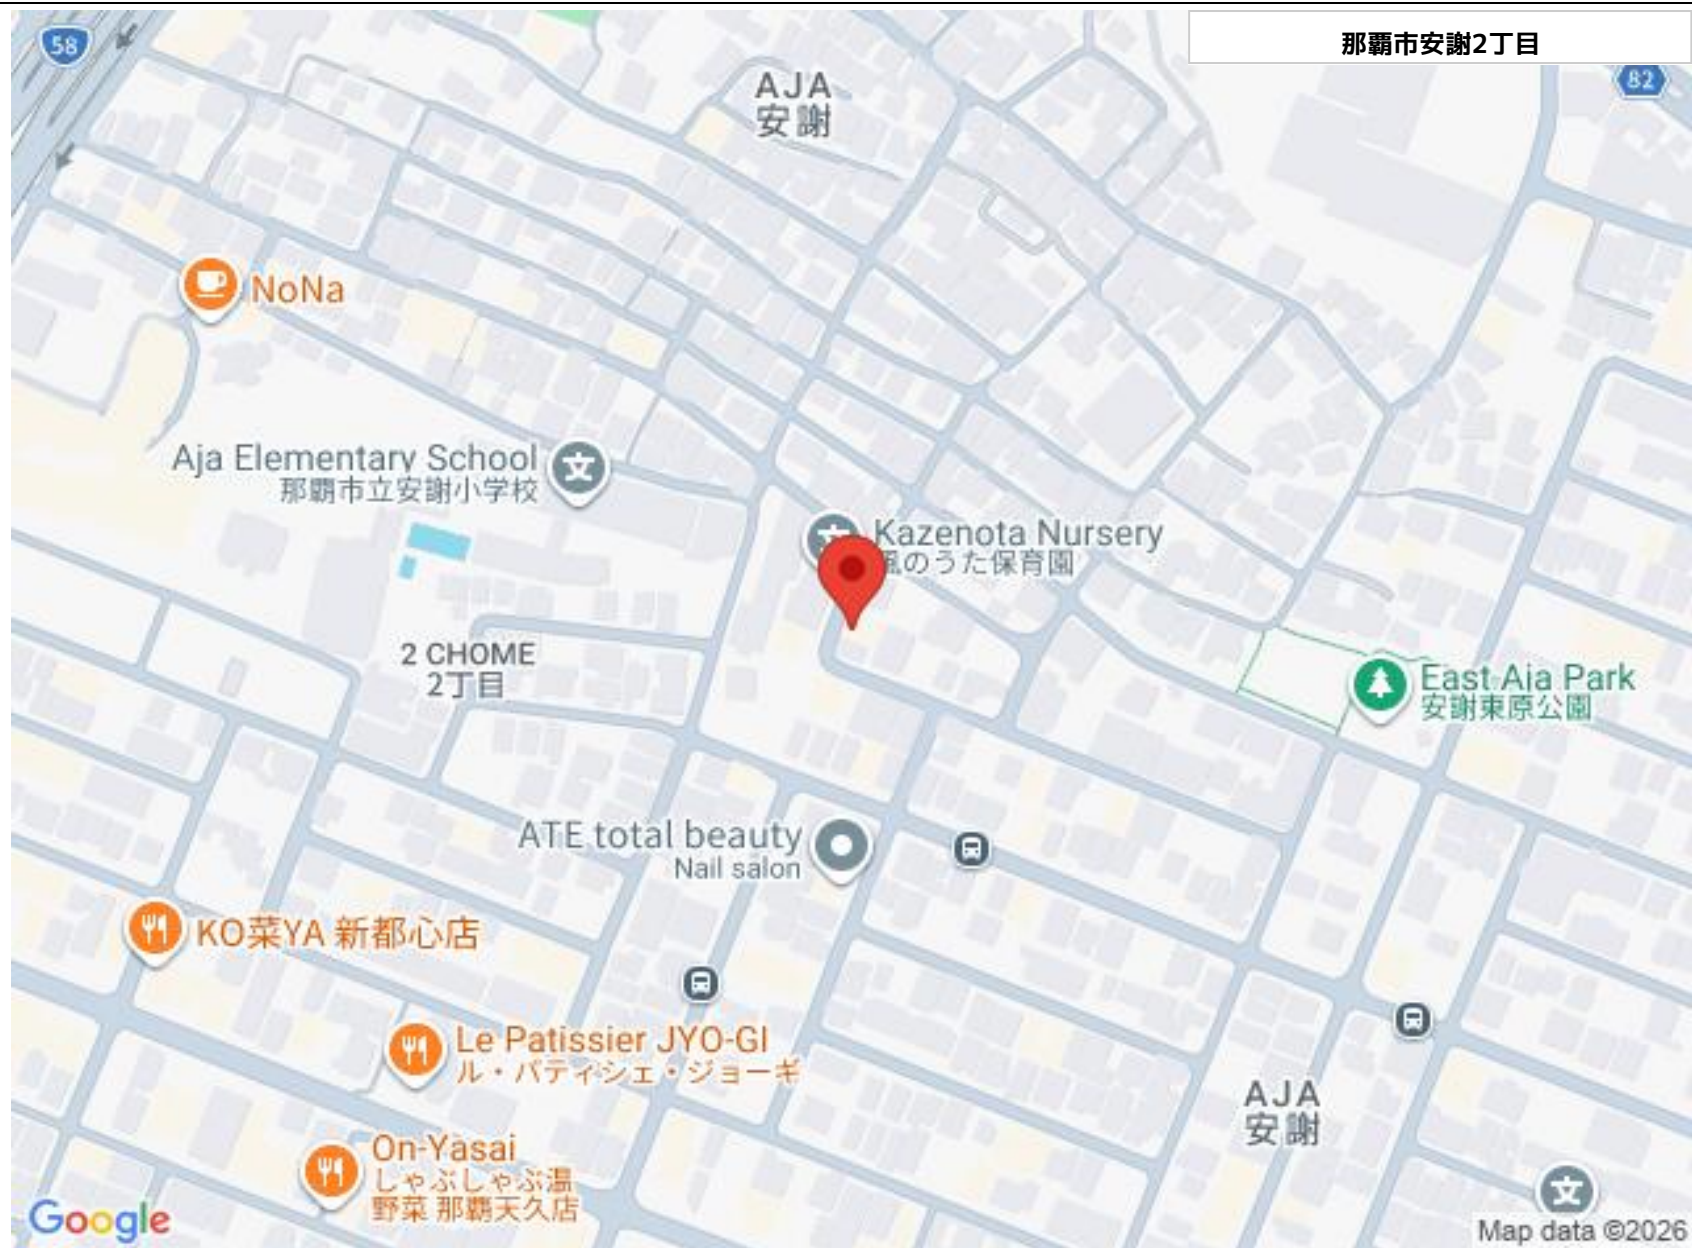 58
那覇市安謝2丁目
82
AJA
安謝
NoNa
Aja Elementary School
那覇市立安謝小学校
Kazenota Nursery
風のうた保育園
2 CHOME
2丁目
East Aja Park
安謝東原公園
ATE total beauty
Nail salon
KO菜YA 新都心店
Le Patissier JYO-GI
ル・パティシェ・ジョーギ
AJA
安謝
On-Yasai
しゃぶしゃぶ温
野菜 那覇天久店
Google
Map data ©2026